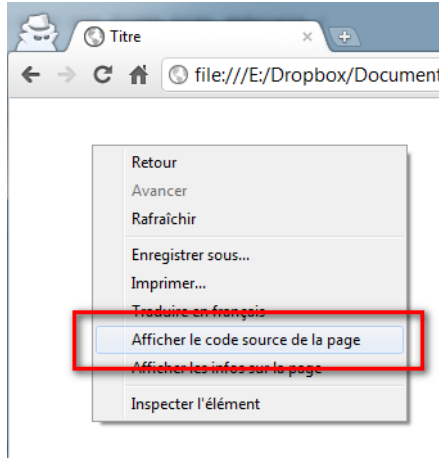 Titre
file:///E:/Dropbox/Document
Retour
Avancer
Rafraîchir
Enregistrer sous...
Imprimer...
Traduire en français
Afficher le code source de la page
Afficher les infos sur la page
Inspecter l'élément